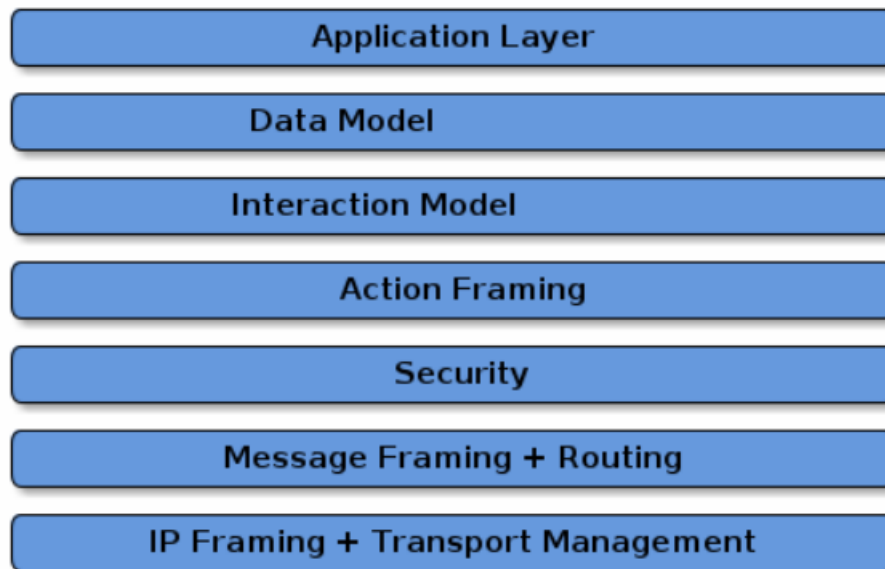 Application Layer
Data Model
Interaction Model
Action Framing
Security
Message Framing + Routing
IP Framing + Transport Management